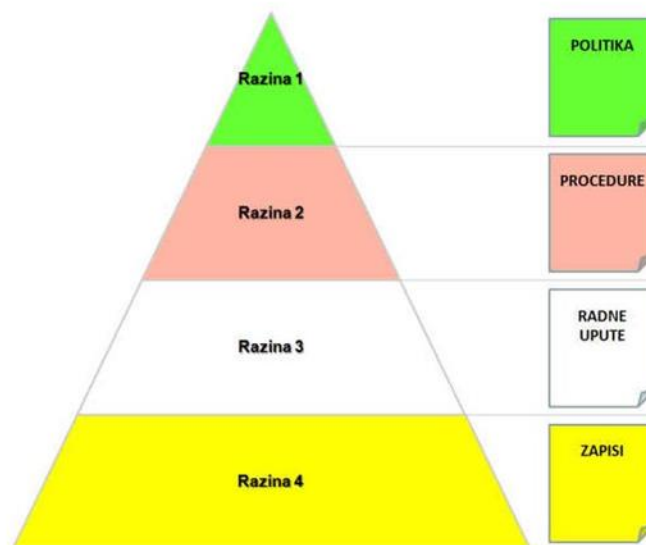 Razina 1
POLITIKA
Razina 2
PROCEDURE
Razina 3
RADNE
UPUTE
Razina 4
ZAPISI